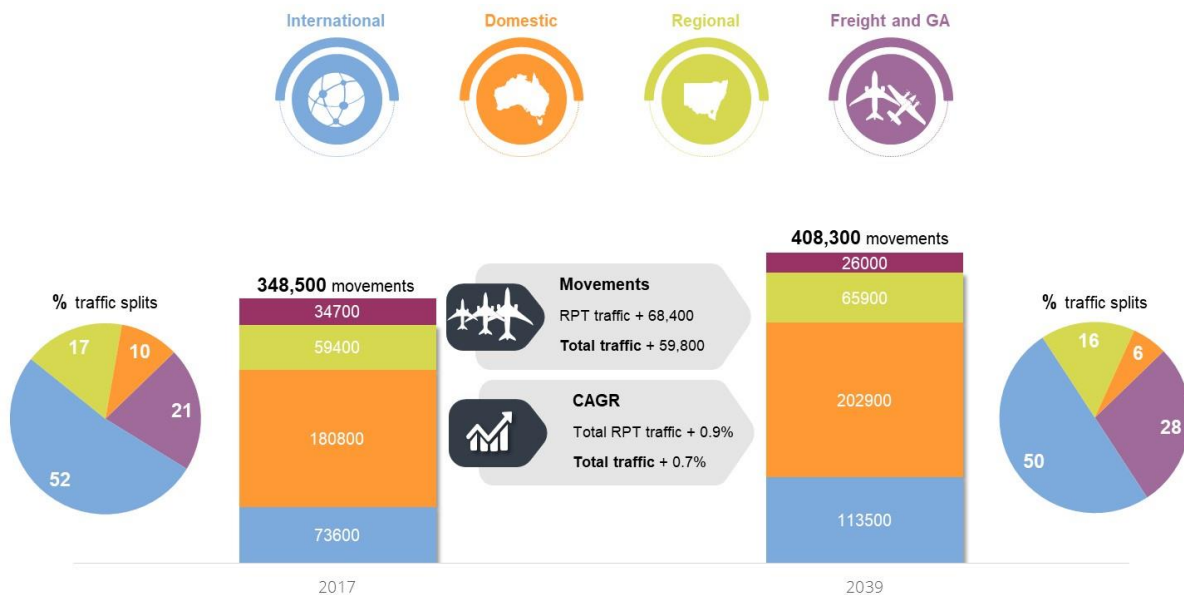 International
Domestic
Regional
Freight and GA
% traffic splits
17
10
21
52
348,500 movements
34700
59400
180800
73600
2017
Movements
RPT traffic + 68,400
Total traffic + 59,800
CAGR
Total RPT traffic + 0.9%
Total traffic + 0.7%
408,300 movements
26000
65900
202900
113500
2039
% traffic splits
16
6
28
50